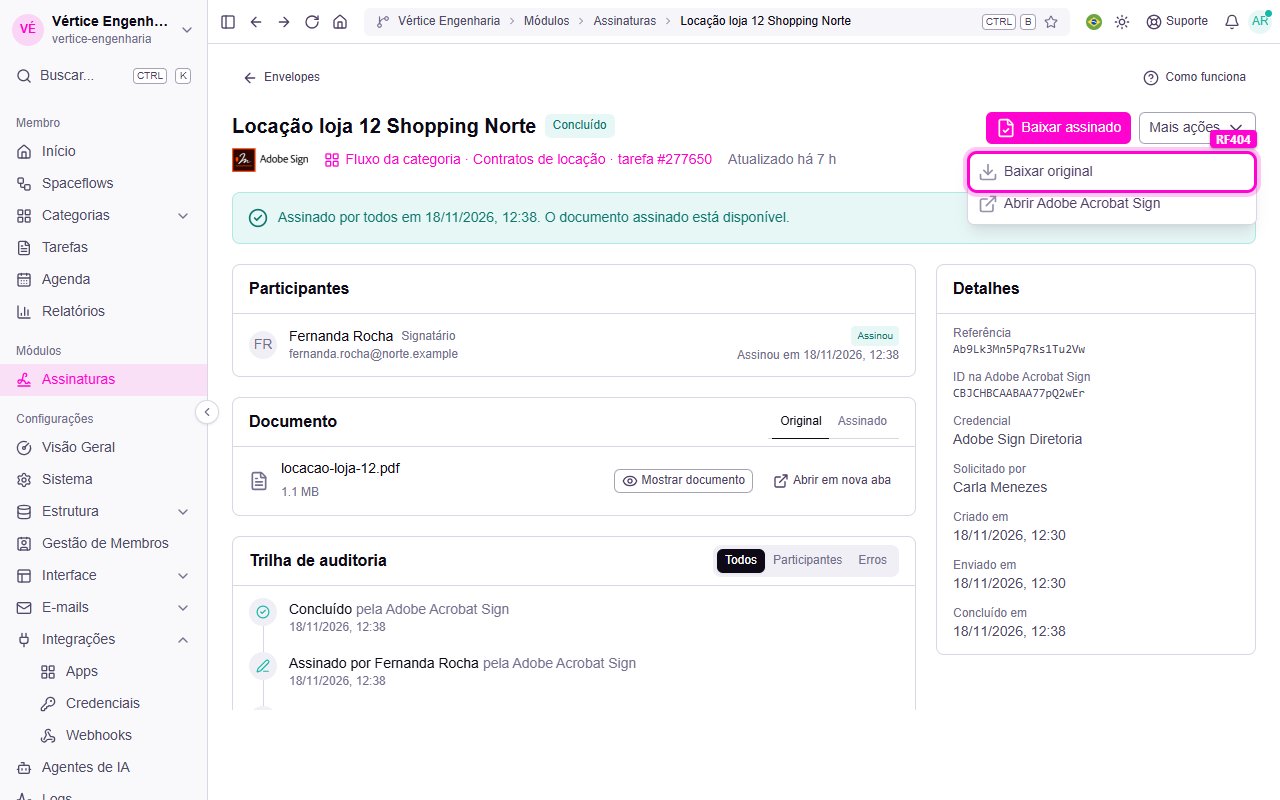 VÉ
Vértice Engenh...
vertice-engenharia
Vértice Engenharia
Módulos
Assinaturas
Locação loja 12 Shopping Norte
CTRL
B
Suporte
AR
Buscar...
CTRL
K
Membro
Início
Spaceflows
Categorias
Tarefas
Agenda
Relatórios
Módulos
Assinaturas
Configurações
Visão Geral
Sistema
Estrutura
Gestão de Membros
Interface
E-mails
Integrações
Apps
Credenciais
Webhooks
Agentes de IA
Logs
Envelopes
Como funciona
Locação loja 12 Shopping Norte
Concluído
Baixar assinado
Mais ações
RF404
Adobe Sign
Fluxo da categoria · Contratos de locação · tarefa #277650
Atualizado há 7 h
Baixar original
Abrir Adobe Acrobat Sign
Assinado por todos em 18/11/2026, 12:38. O documento assinado está disponível.
Participantes
FR
Fernanda Rocha Signatário
fernanda.rocha@norte.example
Assinou
Assinou em 18/11/2026, 12:38
Documento
Original
Assinado
locacao-loja-12.pdf
1.1 MB
Mostrar documento
Abrir em nova aba
Trilha de auditoria
Todos
Participantes
Erros
Concluído pela Adobe Acrobat Sign
18/11/2026, 12:38
Assinado por Fernanda Rocha pela Adobe Acrobat Sign
18/11/2026, 12:38
Detalhes
Referência
Ab9Lk3Mn5Pq7Rs1Tu2Vw
ID na Adobe Acrobat Sign
CBJCHBCAABAA77pQ2wEr
Credencial
Adobe Sign Diretoria
Solicitado por
Carla Menezes
Criado em
18/11/2026, 12:30
Enviado em
18/11/2026, 12:30
Concluído em
18/11/2026, 12:38